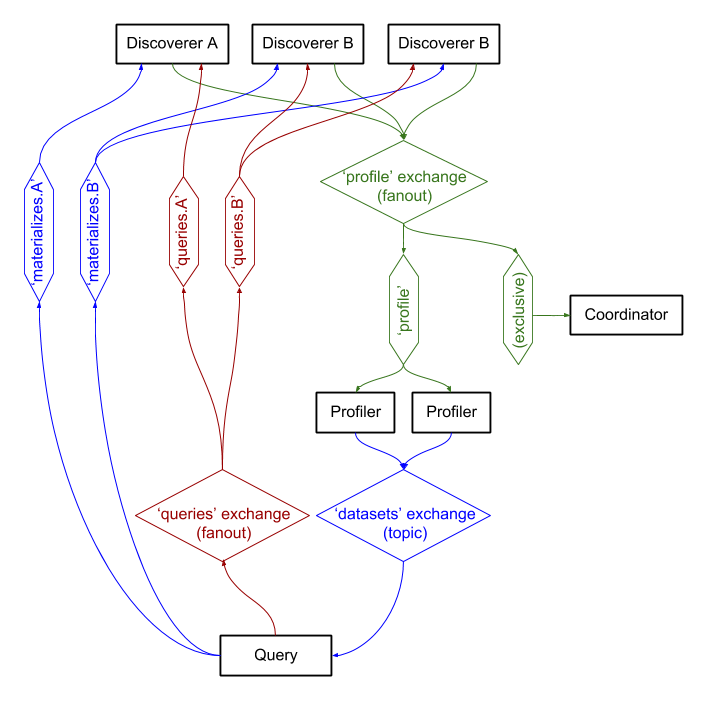 Discoverer A
Discoverer B
Discoverer B
‘profile’ exchange
(fanout)
‘materializes.A’
‘materializes.B’
‘queries.A’
‘queries.B’
‘profile’
(exclusive)
Coordinator
Profiler
Profiler
‘queries’ exchange
(fanout)
‘datasets’ exchange
(topic)
Query